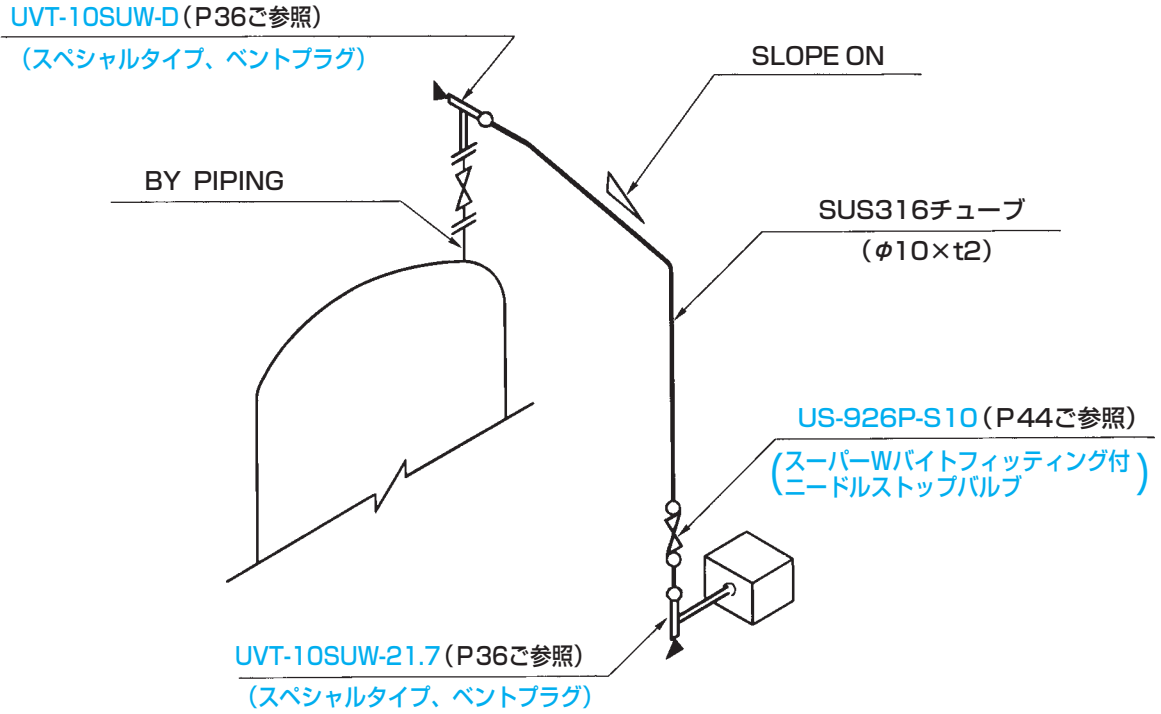 UVT-10SUW-D(P36ご参照)
(スペシャルタイプ、ベントプラグ)
SLOPE ON
BY PIPING
SUS316チューブ
(φ10×t2)
US-926P-S10(P44ご参照)
(スーパーWバイトフィッティング付
ニードルストップバルブ)
UVT-10SUW-21.7(P36ご参照)
(スペシャルタイプ、ベントプラグ)